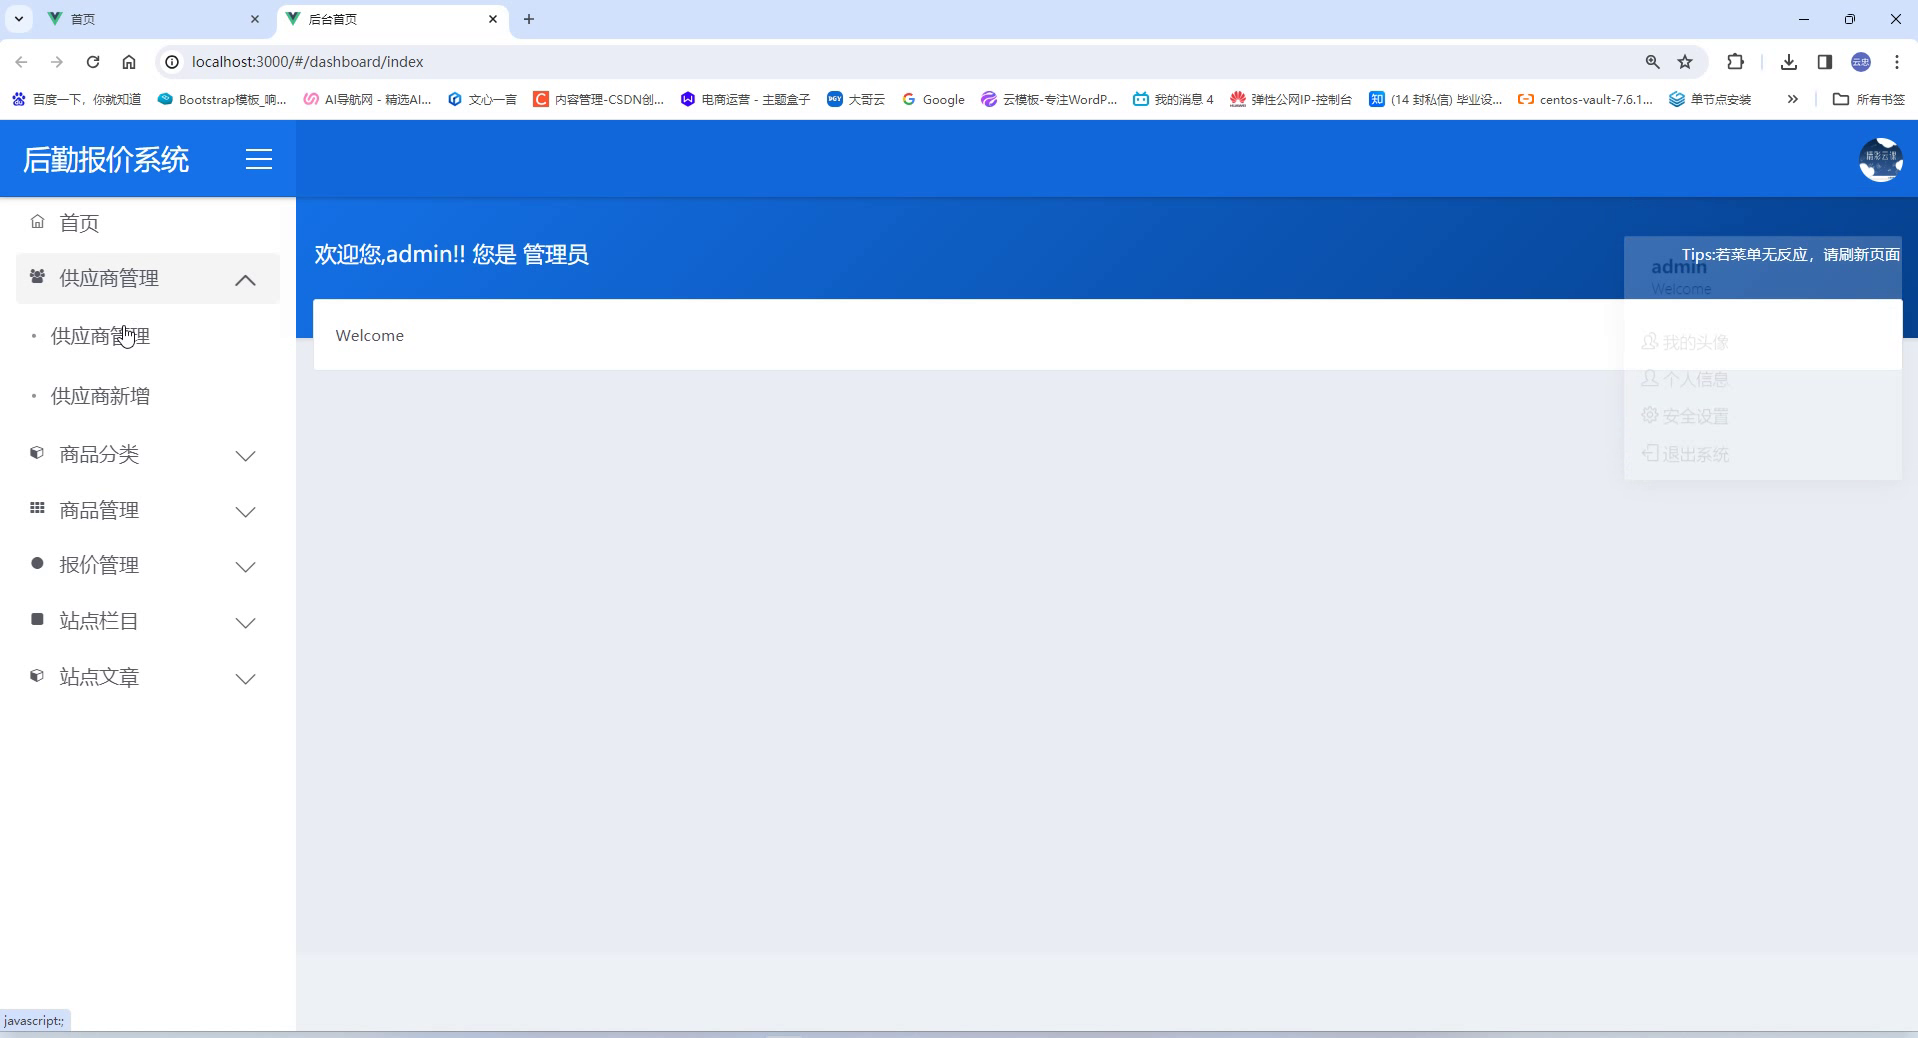 首页
后台首页
localhost:3000/#/dashboard/index
云忠
百度一下，你就知道
Bootstrap模板_响...
AI导航网 - 精选AI...
文心一言
内容管理-CSDN创...
电商运营 - 主题盒子
DGY 大哥云
Google
云模板-专注WordP...
我的消息 4
弹性公网IP-控制台
知 (14 封私信) 毕业设...
centos-vault-7.6.1...
单节点安装
所有书签
后勤报价系统
精彩云课
首页
供应商管理
供应商管理
供应商新增
商品分类
商品管理
报价管理
站点栏目
站点文章
欢迎您,admin!! 您是 管理员
Tips:若菜单无反应，请刷新页面
admin
Welcome
Welcome
我的头像
个人信息
安全设置
退出系统
javascript:;